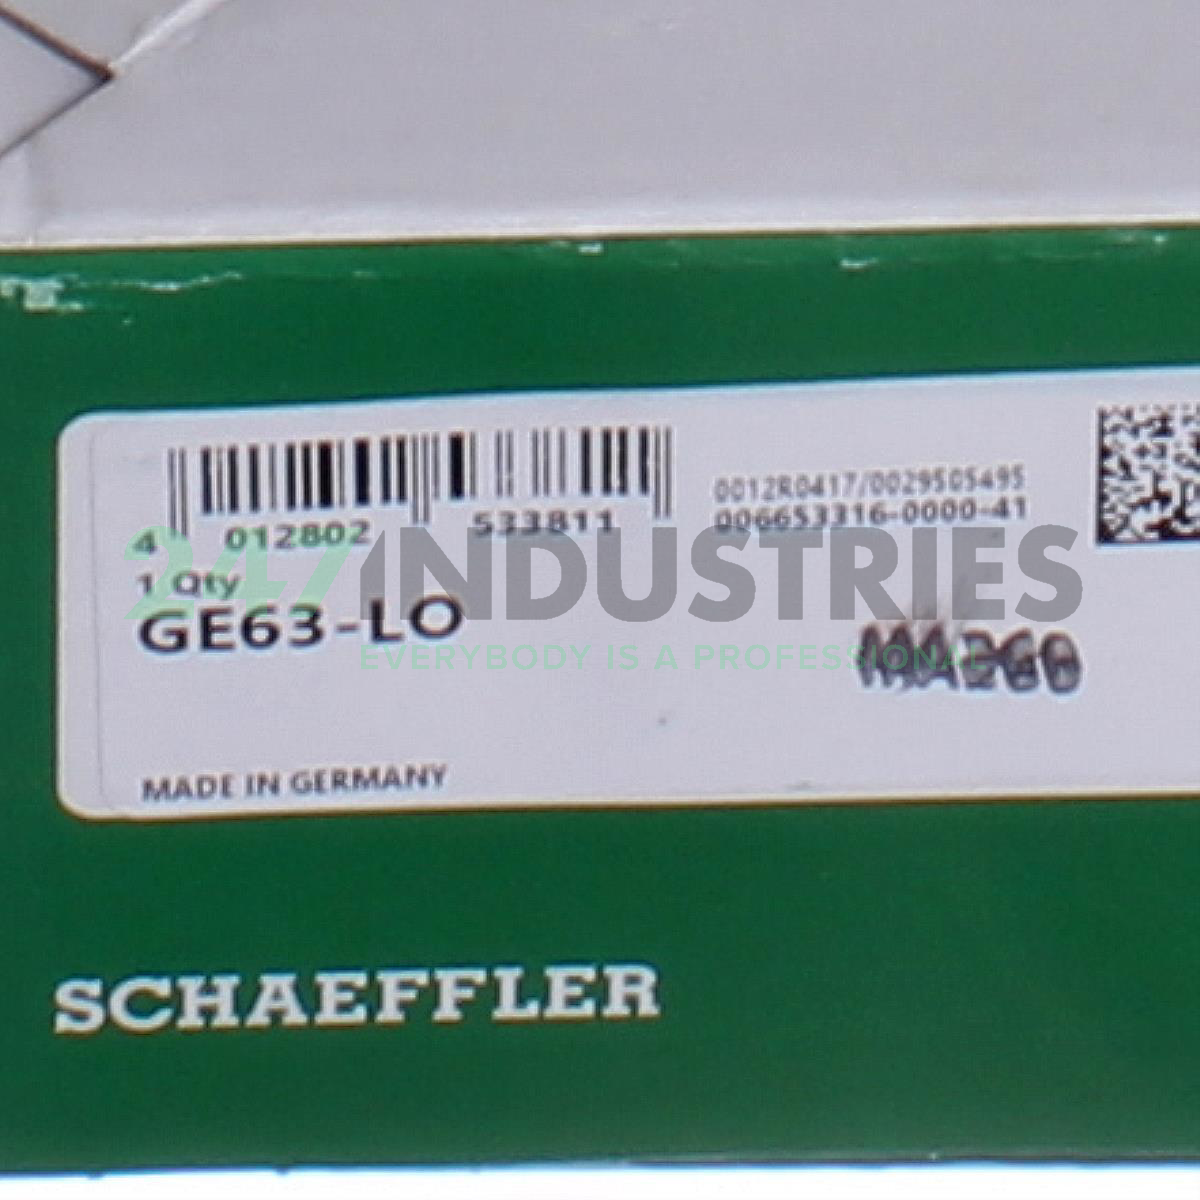 0012R0417/0029505495
006653316-0000-41
4 012802 533811
1 Qty
GE63-LO
247INDUSTRIES
EVERYBODY IS A PROFESSIONAL
MADE IN GERMANY
SCHAEFFLER